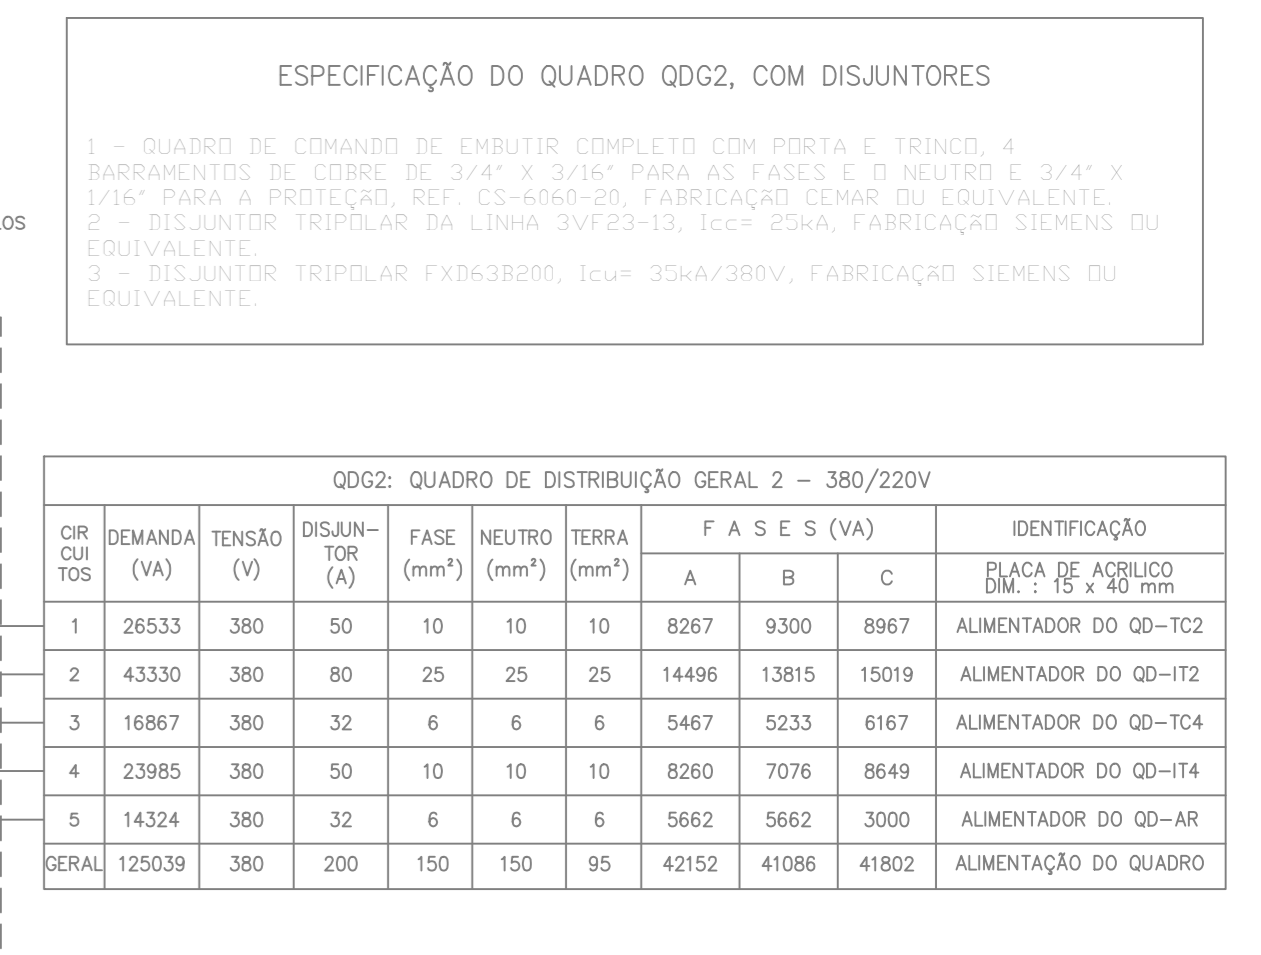 ESPECIFICAÇÃO DO QUADRO QDG2, COM DISJUNTORES
1 - QUADRO DE COMANDO DE EMBUTIR COMPLETO COM PORTA E TRINCO, 4
BARRAMENTOS DE COBRE DE 3/4" X 3/16" PARA AS FASES E O NEUTRO E 3/4" X
1/16" PARA A PROTEÇÃO, REF. CS-6060-20, FABRICAÇÃO CEMAR OU EQUIVALENTE.
2 - DISJUNTOR TRIPOLAR DA LINHA 3VF23-13, Icc= 25kA, FABRICAÇÃO SIEMENS OU
EQUIVALENTE.
3 - DISJUNTOR TRIPOLAR FXD63B200, Icu= 35kA/380V, FABRICAÇÃO SIEMENS OU
EQUIVALENTE.
QDG2: QUADRO DE DISTRIBUIÇÃO GERAL 2 - 380/220V
CIR CUI TOS DEMANDA (VA) TENSÃO (V) DISJUN- TOR (A) FASE (mm²) NEUTRO (mm²) TERRA (mm²) F A S E S (VA) IDENTIFICAÇÃO
A B C PLACA DE ACRILICO
DIM. : 15 x 40 mm
1 26533 380 50 10 10 10 8267 9300 8967 ALIMENTADOR DO QD-TC2
2 43330 380 80 25 25 25 14496 13815 15019 ALIMENTADOR DO QD-IT2
3 16867 380 32 6 6 6 5467 5233 6167 ALIMENTADOR DO QD-TC4
4 23985 380 50 10 10 10 8260 7076 8649 ALIMENTADOR DO QD-IT4
5 14324 380 32 6 6 6 5662 5662 3000 ALIMENTADOR DO QD-AR
GERAL 125039 380 200 150 150 95 42152 41086 41802 ALIMENTAÇÃO DO QUADRO